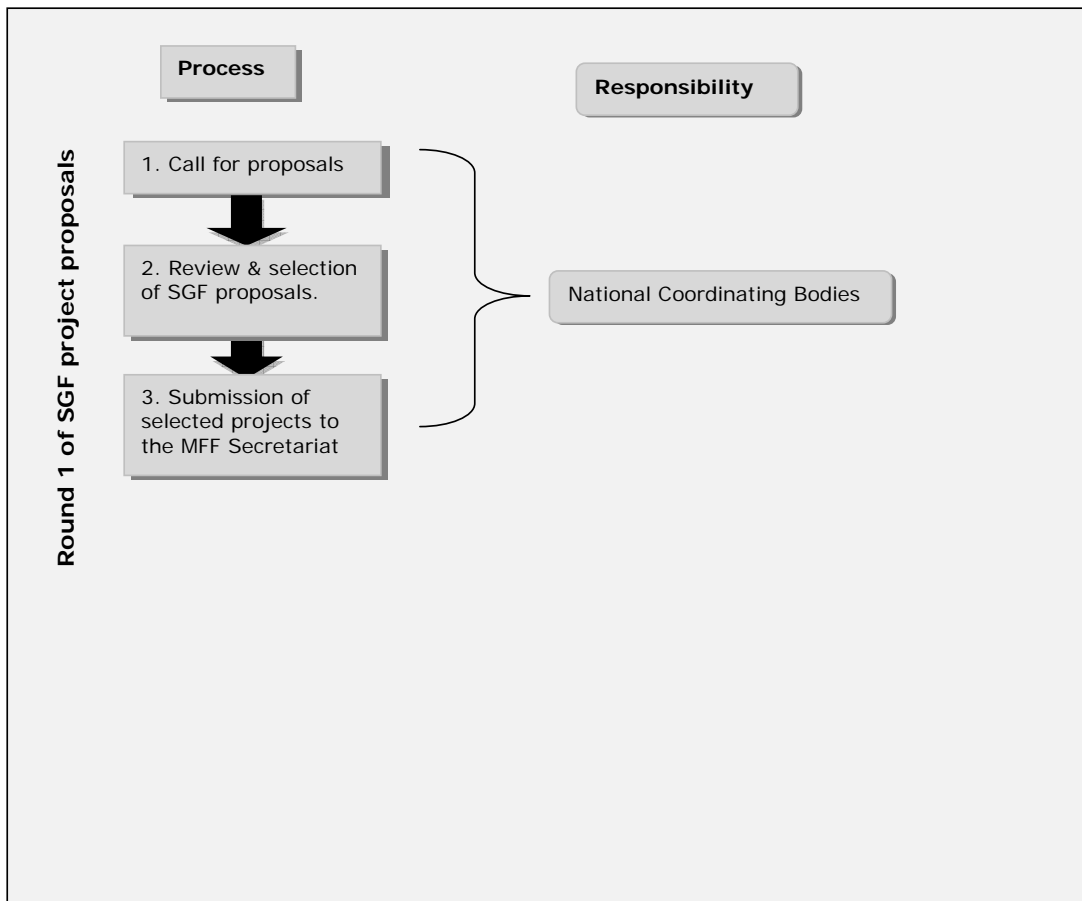 Process
Responsibility
Round 1 of SGF project proposals
1. Call for proposals
2. Review & selection
of SGF proposals.
National Coordinating Bodies
3. Submission of
selected projects to
the MFF Secretariat